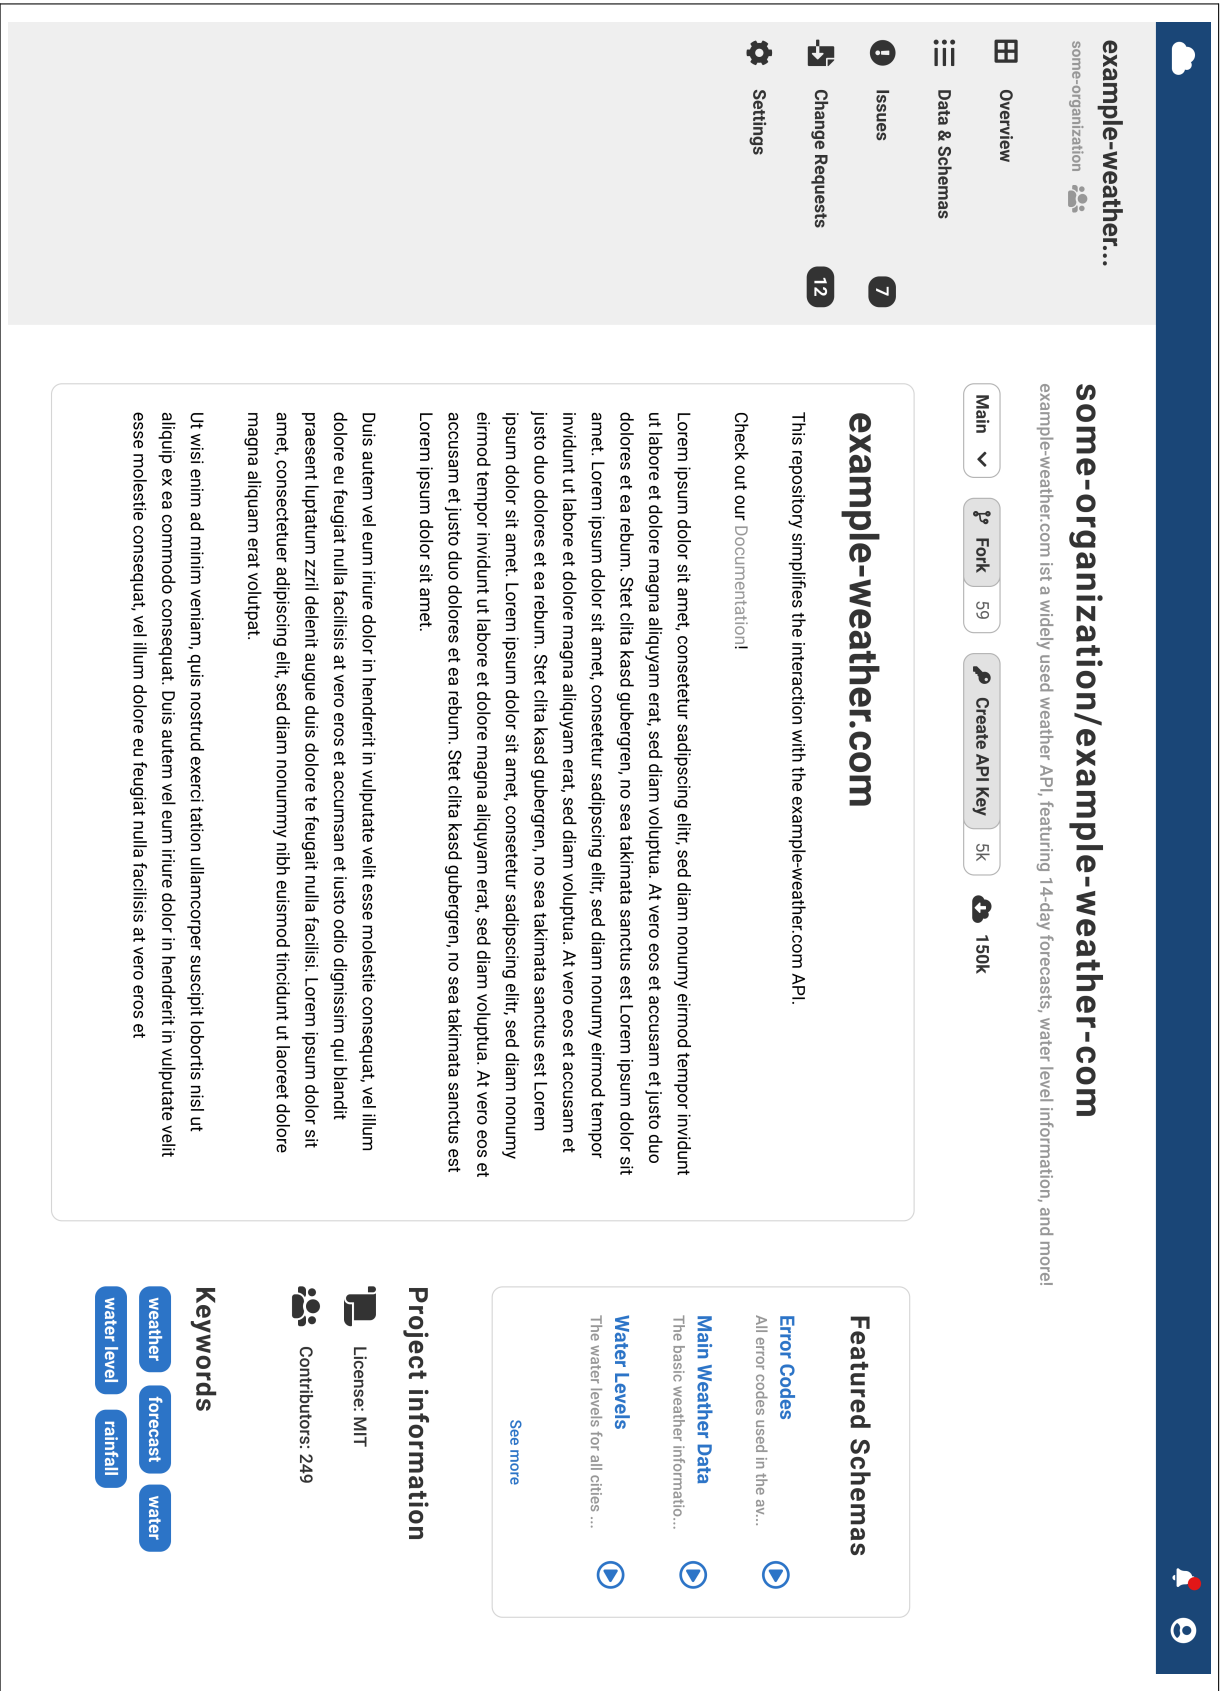 example-weather...
some-organization
Overview
Data & Schemas
Issues
7
Change Requests
12
Settings
some-organization/example-weather-com
example-weather.com ist a widely used weather API, featuring 14-day forecasts, water level information, and more!
Main
Fork
59
Create API Key
5k
150k
example-weather.com
This repository simplifies the interaction with the example-weather.com API.
Check out our Documentation!
Lorem ipsum dolor sit amet, consetetur sadipscing elitr, sed diam nonumy eirmod tempor invidunt
ut labore et dolore magna aliquyam erat, sed diam voluptua. At vero eos et accusam et justo duo
dolores et ea rebum. Stet clita kasd gubergren, no sea takimata sanctus est Lorem ipsum dolor sit
amet. Lorem ipsum dolor sit amet, consetetur sadipscing elitr, sed diam nonumy eirmod tempor
invidunt ut labore et dolore magna aliquyam erat, sed diam voluptua. At vero eos et accusam et
justo duo dolores et ea rebum. Stet clita kasd gubergren, no sea takimata sanctus est Lorem
ipsum dolor sit amet. Lorem ipsum dolor sit amet, consetetur sadipscing elitr, sed diam nonumy
eirmod tempor invidunt ut labore et dolore magna aliquyam erat, sed diam voluptua. At vero eos et
accusam et justo duo dolores et ea rebum. Stet clita kasd gubergren, no sea takimata sanctus est
Lorem ipsum dolor sit amet.
Duis autem vel eum iriure dolor in hendrerit in vulputate velit esse molestie consequat, vel illum
dolore eu feugiat nulla facilisis at vero eros et accumsan et iusto odio dignissim qui blandit
praesent luptatum zzril delenit augue duis dolore te feugait nulla facilisi. Lorem ipsum dolor sit
amet, consectetuer adipiscing elit, sed diam nonummy nibh euismod tincidunt ut laoreet dolore
magna aliquam erat volutpat.
Ut wisi enim ad minim veniam, quis nostrud exerci tation ullamcorper suscipit lobortis nisl ut
aliquip ex ea commodo consequat. Duis autem vel eum iriure dolor in hendrerit in vulputate velit
esse molestie consequat, vel illum dolore eu feugiat nulla facilisis at vero eros et
Featured Schemas
Error Codes
All error codes used in the av...
Main Weather Data
The basic weather informatio...
Water Levels
The water levels for all cities ...
See more
Project information
License: MIT
Contributors: 249
Keywords
weather forecast water
water level rainfall